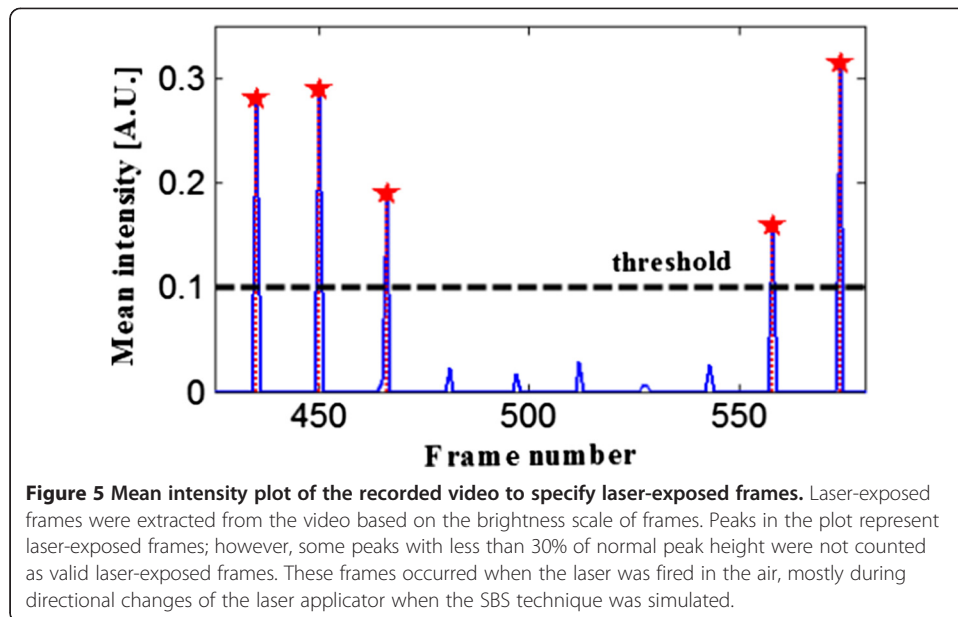 Mean intensity [A.U.]
0.3
0.2
0.1
0
threshold
450
500
550
Frame number
Figure 5 Mean intensity plot of the recorded video to specify laser-exposed frames. Laser-exposed
frames were extracted from the video based on the brightness scale of frames. Peaks in the plot represent
laser-exposed frames; however, some peaks with less than 30% of normal peak height were not counted
as valid laser-exposed frames. These frames occurred when the laser was fired in the air, mostly during
directional changes of the laser applicator when the SBS technique was simulated.